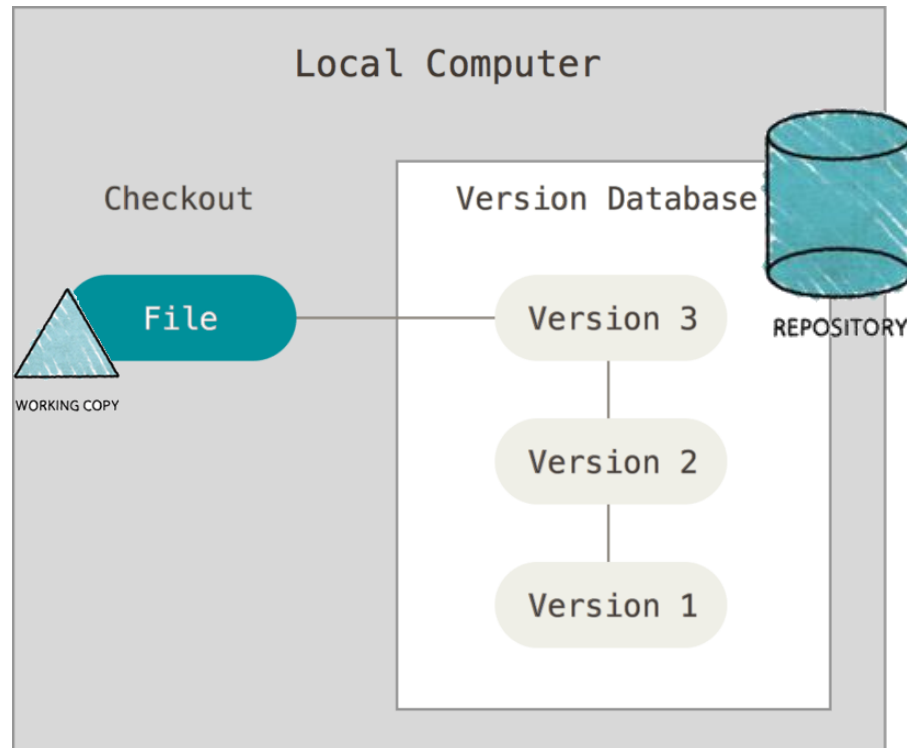 Local Computer
Checkout
Version Database
File
Version 3
REPOSITORY
WORKING COPY
Version 2
Version 1